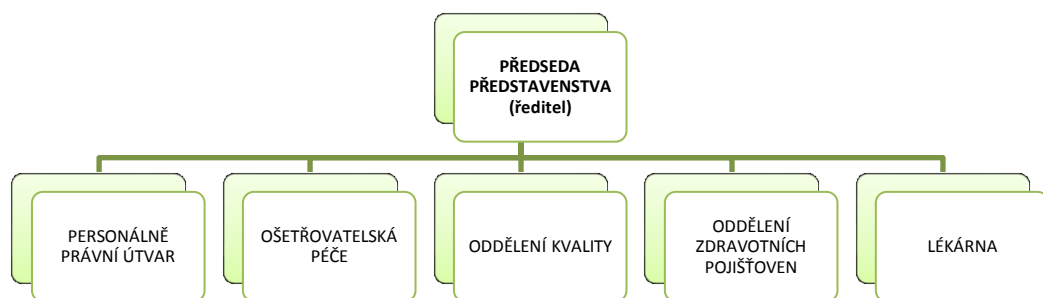 PŘEDSEDA
PŘEDSTAVENSTVA
(ředitel)
PERSONÁLNĚ
PRÁVNÍ ÚTVAR
OŠETŘOVATELSKÁ
PÉČE
ODDĚLENÍ KVALITY
ODDĚLENÍ
ZDRAVOTNÍCH
POJIŠŤOVEN
LÉKÁRNA